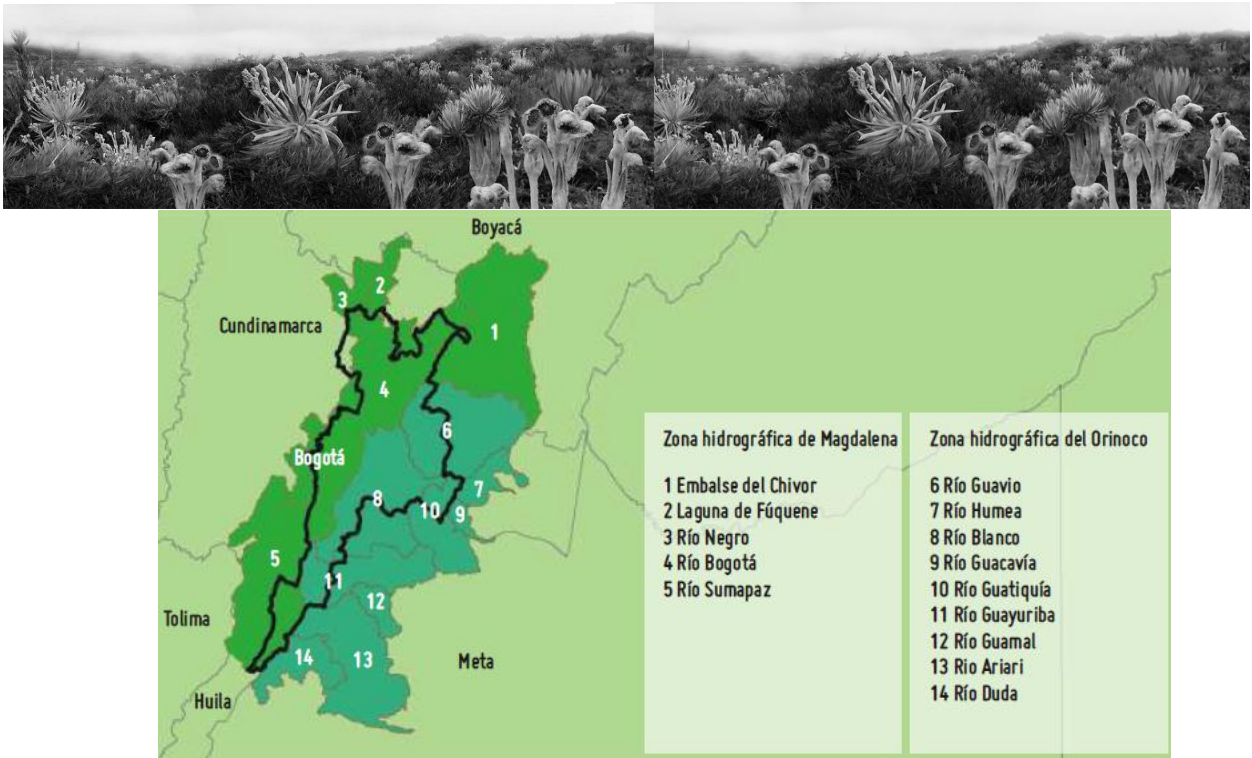 Boyacá
2
3
Cundinamarca
1
4
6
Bogotá
7
8
10
9
5
11
12
Tolima
14
13
Meta
Huila
Zona hidrográfica de Magdalena
1 Embalse del Chivor
2 Laguna de Fúquene
3 Río Negro
4 Río Bogotá
5 Río Sumapaz
Zona hidrográfica del Orinoco
6 Río Guavio
7 Río Humea
8 Río Blanco
9 Río Guacavía
10 Río Guatiquía
11 Río Guayuriba
12 Río Guamal
13 Rio Ariari
14 Río Duda